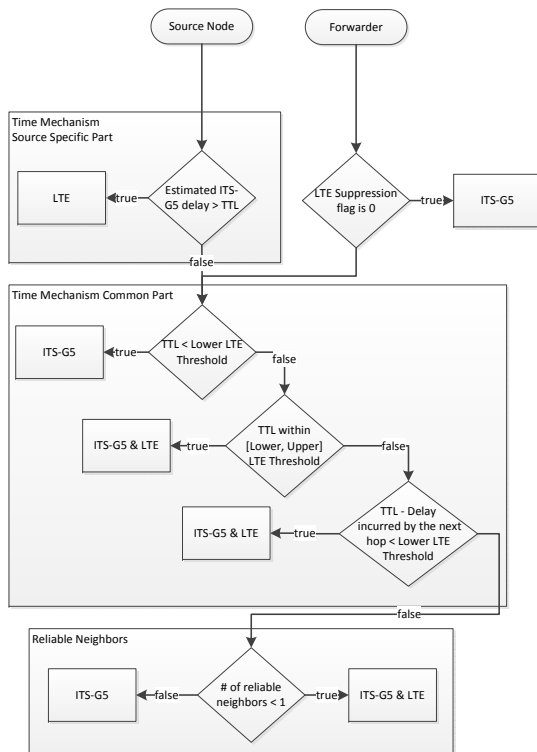 Source Node
Forwarder
Time Mechanism
Source Specific Part
LTE
true
Estimated ITS-
G5 delay > TTL
LTE Suppression
flag is 0
true
ITS-G5
false
Time Mechanism Common Part
ITS-G5
true
TTL < Lower LTE
Threshold
false
ITS-G5 & LTE
true
TTL within
[Lower, Upper]
LTE Threshold
false
ITS-G5 & LTE
true
TTL - Delay
incurred by the next
hop < Lower LTE
Threshold
false
Reliable Neighbors
ITS-G5
false
# of reliable
neighbors < 1
true
ITS-G5 & LTE